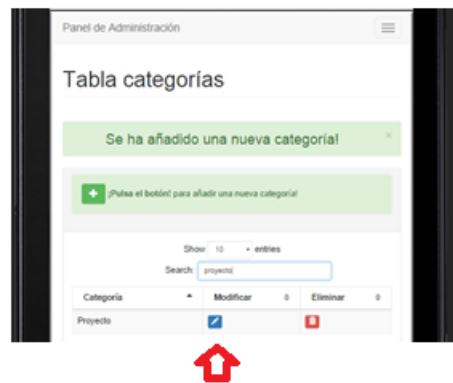 Panel de Administración
Tabla categorías
Se ha añadido una nueva categoría! ×
+ ¡Pulsa el botón! para añadir una nueva categoría!
Show 10 entries
Search: proyecto
Categoría Modificar Eliminar
Proyecto